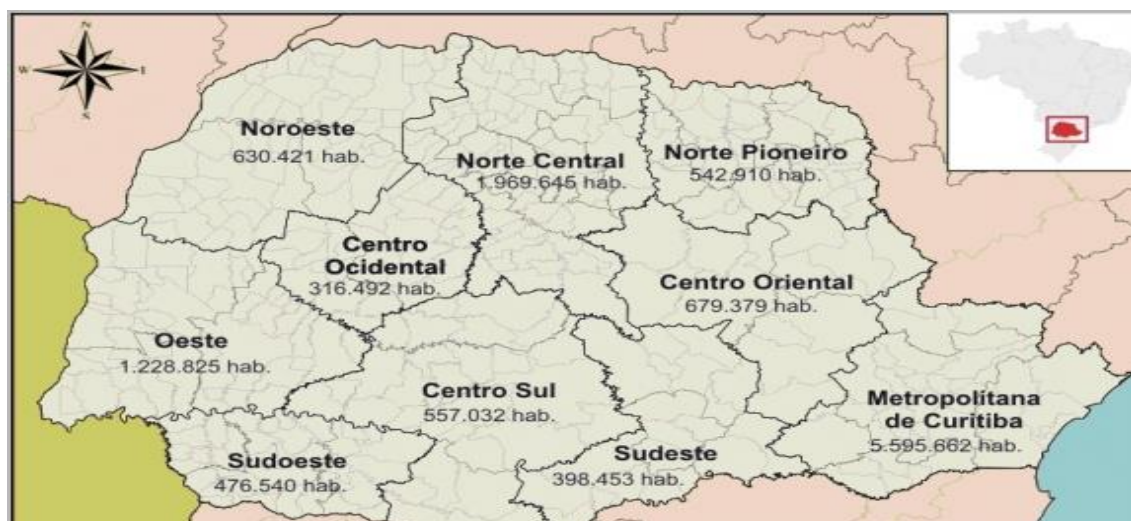 N
W
E
S
Noroeste
630.421 hab.
Norte Central
1.969.645 hab.
Norte Pioneiro
542.910 hab.
Centro
Ocidental
316.492 hab.
Centro Oriental
679.379 hab.
Oeste
1.228.825 hab.
Centro Sul
557.032 hab.
Metropolitana
de Curitiba
5.595.662 hab.
Sudoeste
476.540 hab.
Sudeste
398.453 hab.